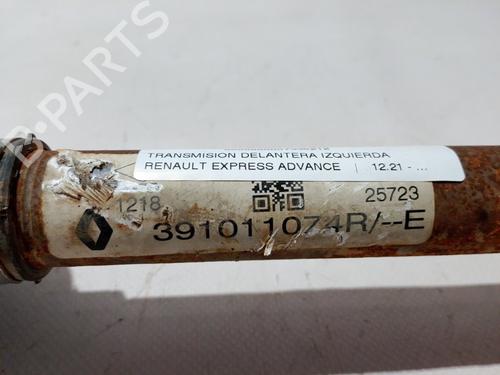 TRANSMISION DELANTERA IZQUIERDA
RENAULT EXPRESS ADVANCE | 12.21 - ...
1218
25723
391011074R/--E
B-Parts